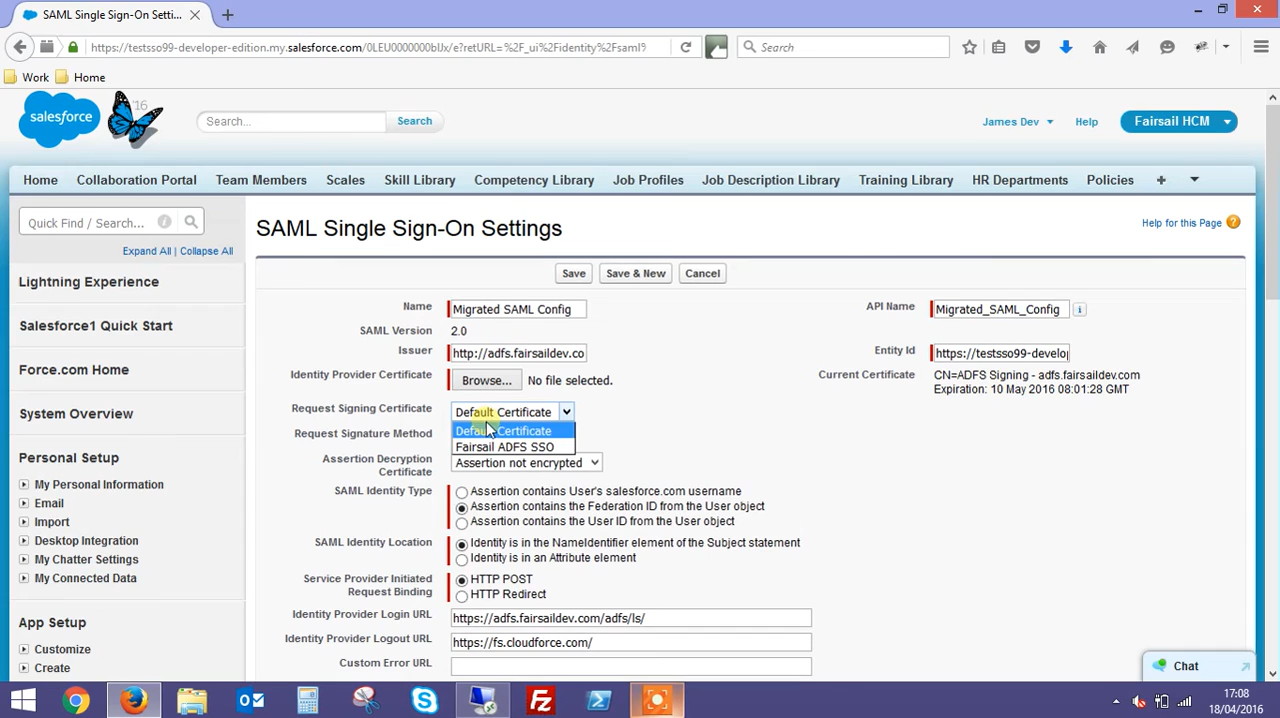 SAML Single Sign-On Setti...
https://testsso99-developer-edition.my.salesforce.com/0LEU0000000bIJx/e?retURL=%2F_ui%2Fidentity%2Fsaml%
Search
Work Home
salesforce
'16
Search...
Search
James Dev
Help
Fairsail HCM
Home Collaboration Portal Team Members Scales Skill Library Competency Library Job Profiles Job Description Library Training Library HR Departments Policies +
Quick Find / Search...
Expand All | Collapse All
Lightning Experience
Salesforce1 Quick Start
Force.com Home
System Overview
Personal Setup
My Personal Information
Email
Import
Desktop Integration
My Chatter Settings
My Connected Data
App Setup
Customize
Create
SAML Single Sign-On Settings
Help for this Page
Save Save & New Cancel
Name Migrated SAML Config
API Name Migrated_SAML_Config
SAML Version 2.0
Issuer http://adfs.fairsaildev.co
Entity Id https://testsso99-develo
Identity Provider Certificate Browse... No file selected.
Current Certificate CN=ADFS Signing - adfs.fairsaildev.com
Expiration: 10 May 2016 08:01:28 GMT
Request Signing Certificate Default Certificate
Default Certificate
Request Signature Method
Fairsail ADFS SSO
Assertion Decryption Certificate Assertion not encrypted
SAML Identity Type Assertion contains User's salesforce.com username
Assertion contains the Federation ID from the User object
Assertion contains the User ID from the User object
SAML Identity Location Identity is in the NameIdentifier element of the Subject statement
Identity is in an Attribute element
Service Provider Initiated Request Binding HTTP POST
HTTP Redirect
Identity Provider Login URL https://adfs.fairsaildev.com/adfs/ls/
Identity Provider Logout URL https://fs.cloudforce.com/
Custom Error URL
Chat
17:08
18/04/2016